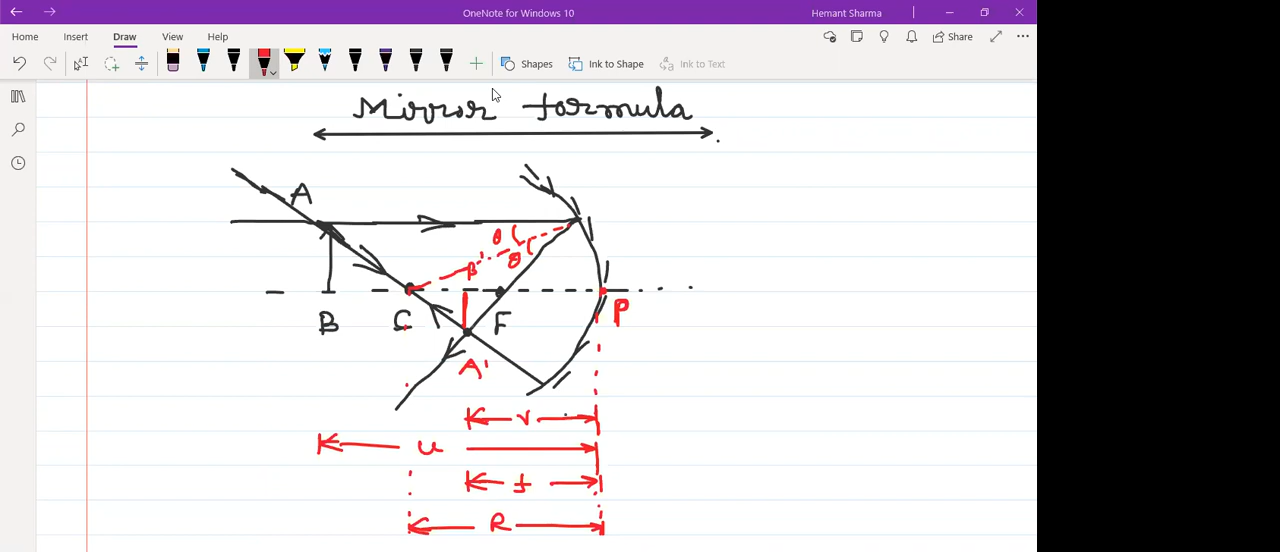 OneNote for Windows 10
Hemant Sharma
Home Insert Draw View Help
Share
Shapes Ink to Shape Ink to Text
Mirror formula
A
θ
B' θ
B C F P
A'
v
u
f
R